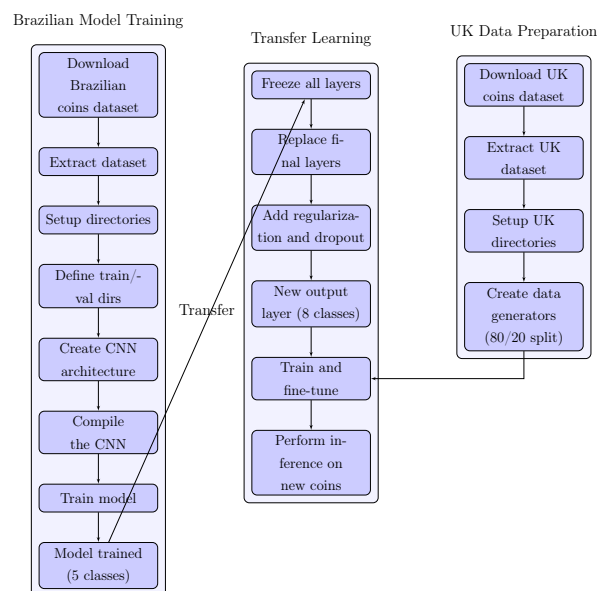 Brazilian Model Training
Download
Brazilian
coins dataset
Extract dataset
Setup directories
Define train/-
val dirs
Create CNN
architecture
Compile
the CNN
Train model
Model trained
(5 classes)
Transfer
Transfer Learning
Freeze all layers
Replace fi-
nal layers
Add regulariza-
tion and dropout
New output
layer (8 classes)
Train and
fine-tune
Perform in-
ference on
new coins
UK Data Preparation
Download UK
coins dataset
Extract UK
dataset
Setup UK
directories
Create data
generators
(80/20 split)